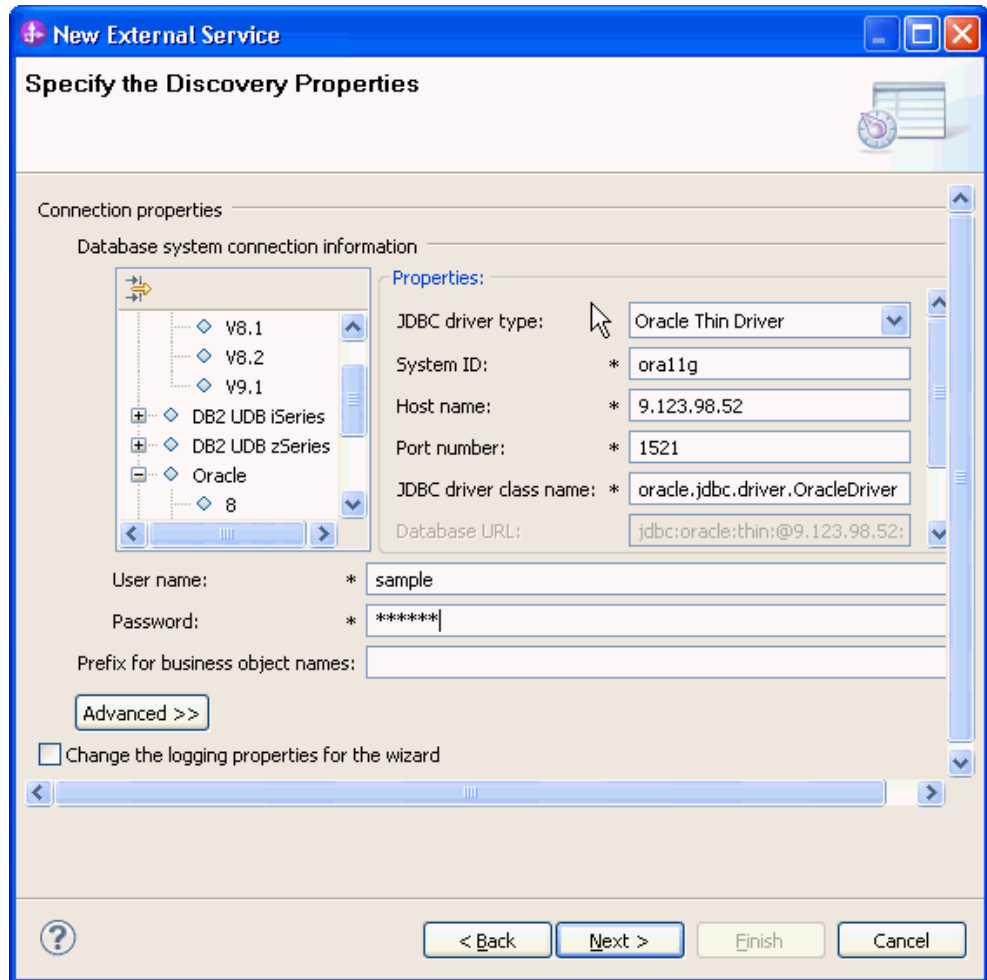 New External Service
Specify the Discovery Properties
Connection properties
Database system connection information
V8.1
V8.2
V9.1
DB2 UDB iSeries
DB2 UDB zSeries
Oracle
8
Properties:
JDBC driver type: Oracle Thin Driver
System ID: * ora11g
Host name: * 9.123.98.52
Port number: * 1521
JDBC driver class name: * oracle.jdbc.driver.OracleDriver
Database URL: jdbc:oracle:thin:@9.123.98.52:
User name: * sample
Password: * ******
Prefix for business object names:
Advanced >>
Change the logging properties for the wizard
? < Back Next > Finish Cancel